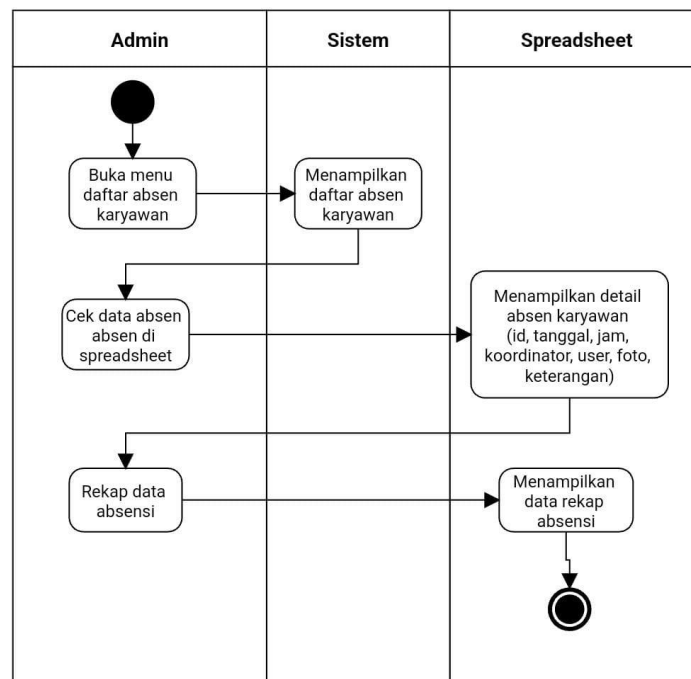 Admin
Sistem
Spreadsheet
Buka menu
daftar absen
karyawan
Menampilkan
daftar absen
karyawan
Cek data absen
absen di
spreadsheet
Menampilkan detail
absen karyawan
(id, tanggal, jam,
koordinator, user, foto,
keterangan)
Rekap data
absensi
Menampilkan
data rekap
absensi